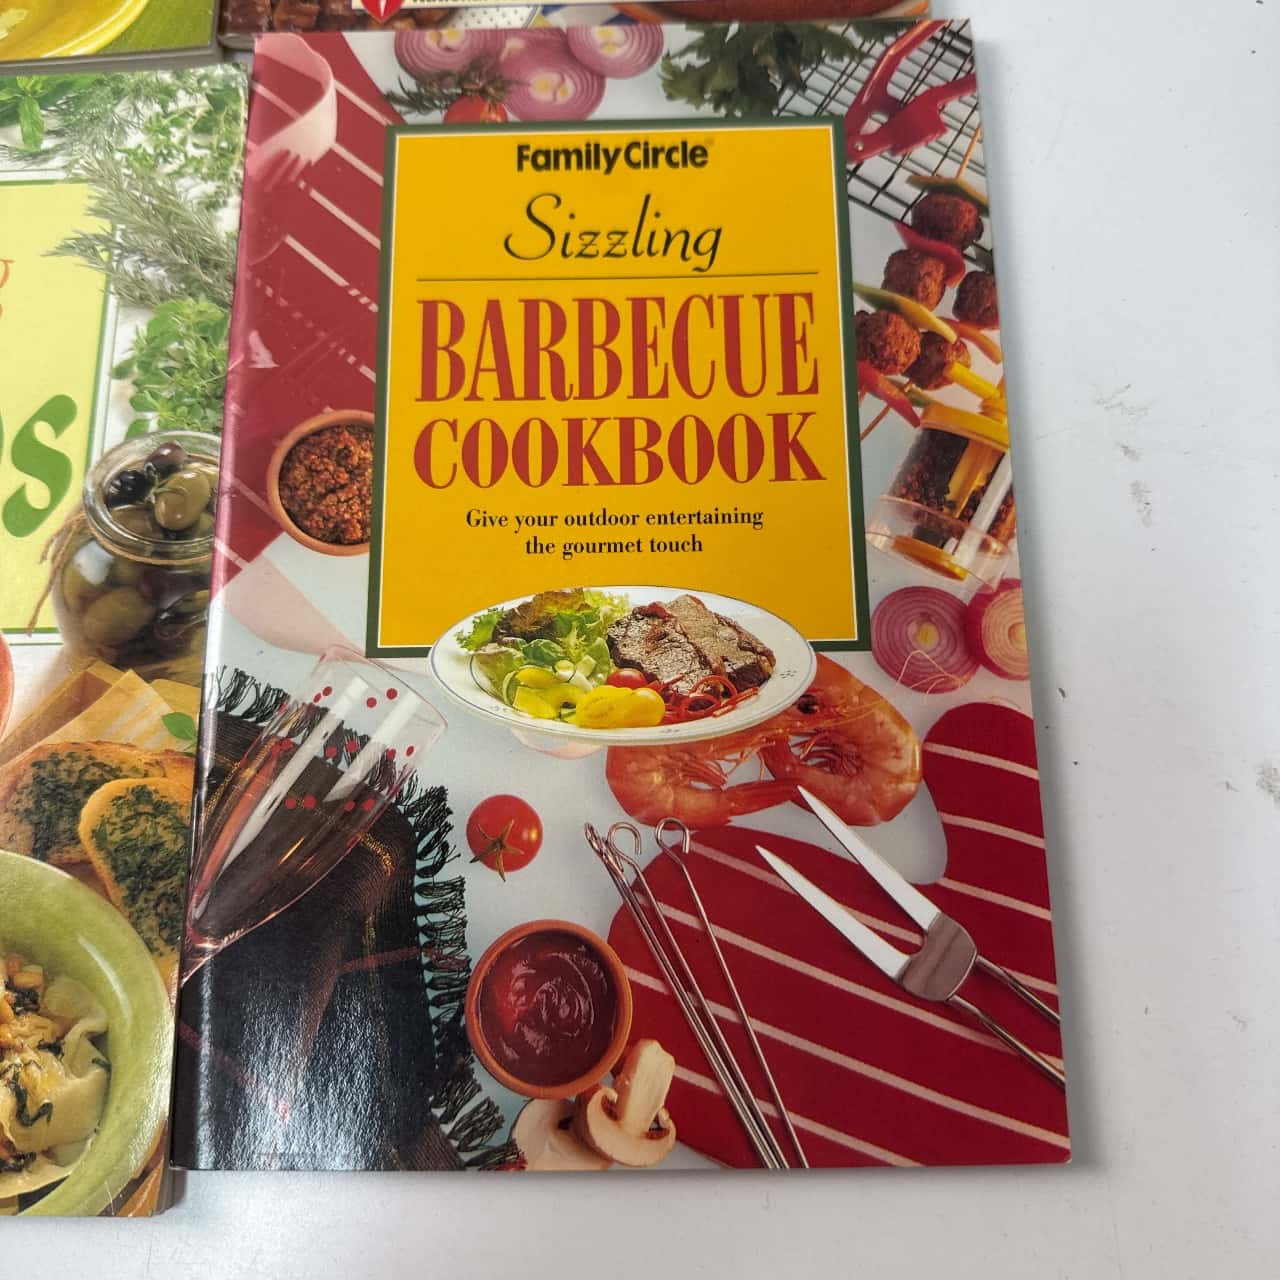 Family Circle®
Sizzling
BARBECUE
COOKBOOK
Give your outdoor entertaining
the gourmet touch